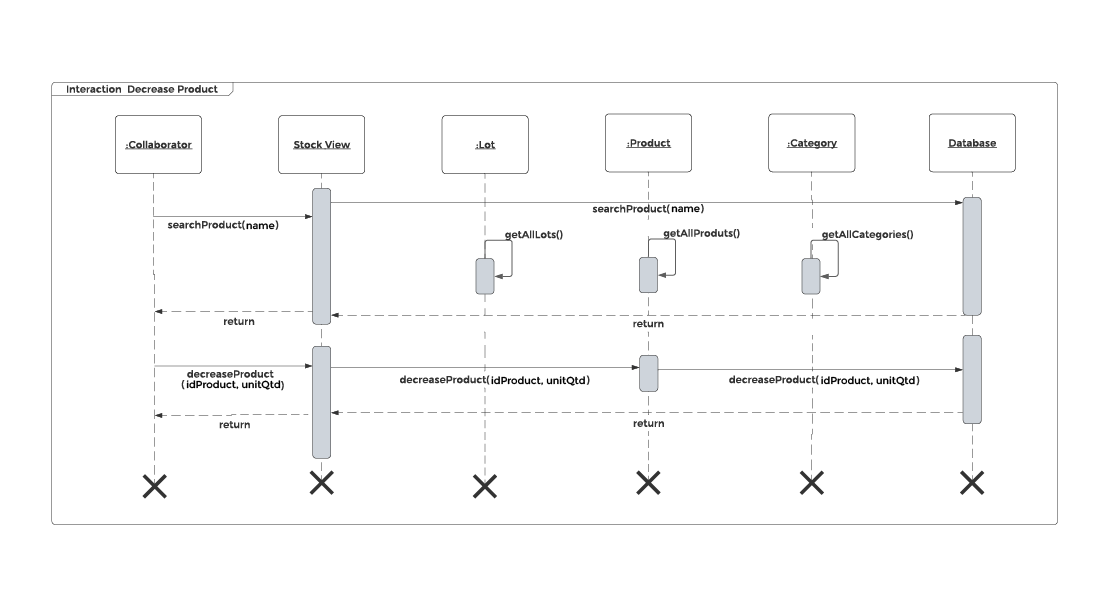 Interaction Decrease Product
:Collaborator
Stock View
:Lot
:Product
:Category
Database
searchProduct(name)
searchProduct(name)
getAllLots()
getAllProduts()
getAllCategories()
return
return
decreaseProduct
(idProduct, unitQtd)
decreaseProduct(idProduct, unitQtd)
decreaseProduct(idProduct, unitQtd)
return
return